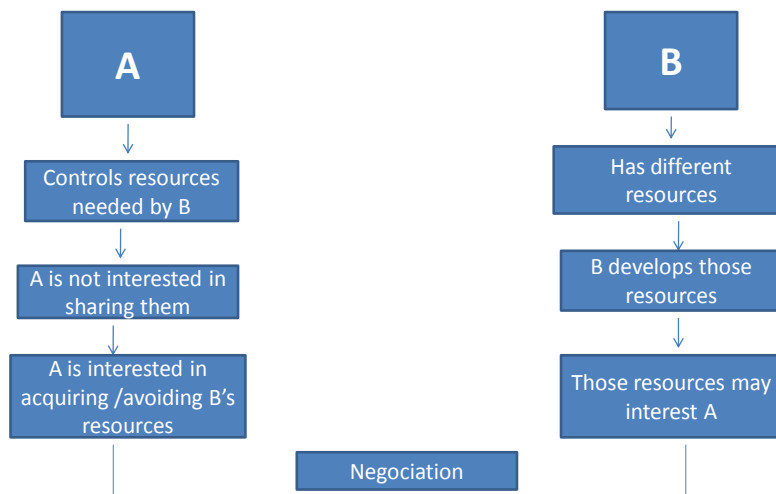 A
Controls resources
needed by B
A is not interested in
sharing them
A is interested in
acquiring /avoiding B’s
resources
B
Has different
resources
B develops those
resources
Those resources may
interest A
Negociation